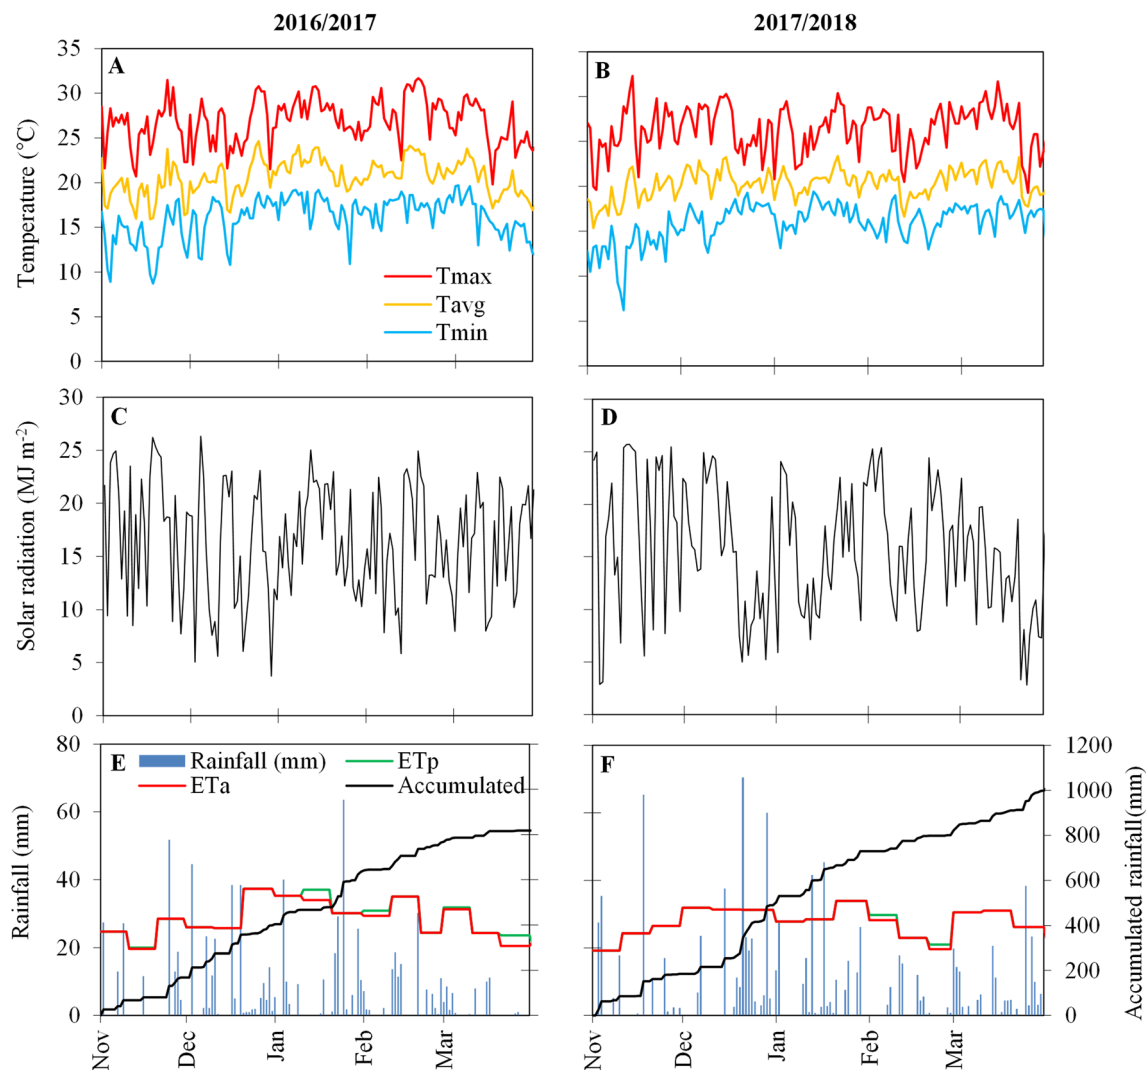 2016/2017 2017/2018
A B
35
30
25
20
15
10
5
0
Temperature (°C)
Tmax
Tavg
Tmin
C D
30
25
20
15
10
5
0
Solar radiation (MJ m-2)
E F
Rainfall (mm) ETp
ETa Accumulated
80
60
40
20
0
Rainfall (mm)
1200
1000
800
600
400
200
0
Accumulated rainfall(mm)
Nov Dec Jan Feb Mar Nov Dec Jan Feb Mar